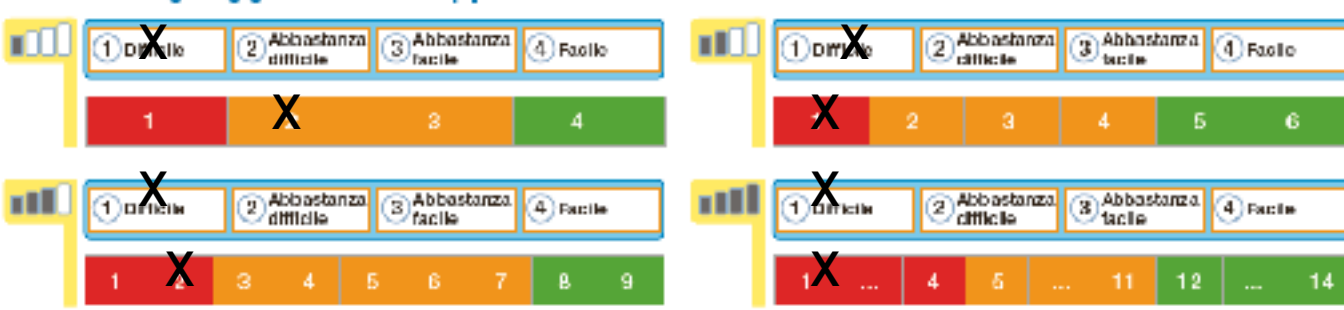 1 Difficile 2 Abbastanza difficile 3 Abbastanza facile 4 Facile
X
1 2 3 4
X
1 Difficile 2 Abbastanza difficile 3 Abbastanza facile 4 Facile
X
1 2 3 4 5 6
X
1 Difficile 2 Abbastanza difficile 3 Abbastanza facile 4 Facile
X
1 2 3 4 5 6 7 8 9
X
1 Difficile 2 Abbastanza difficile 3 Abbastanza facile 4 Facile
X
1 ... 4 5 ... 11 12 ... 14
X